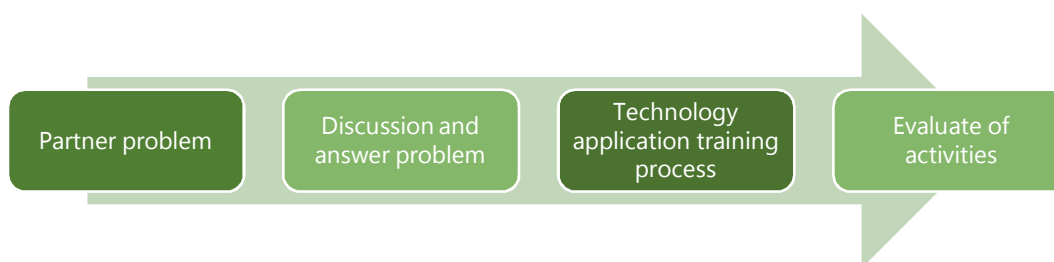 Partner problem
Discussion and
answer problem
Technology
application training
process
Evaluate of
activities